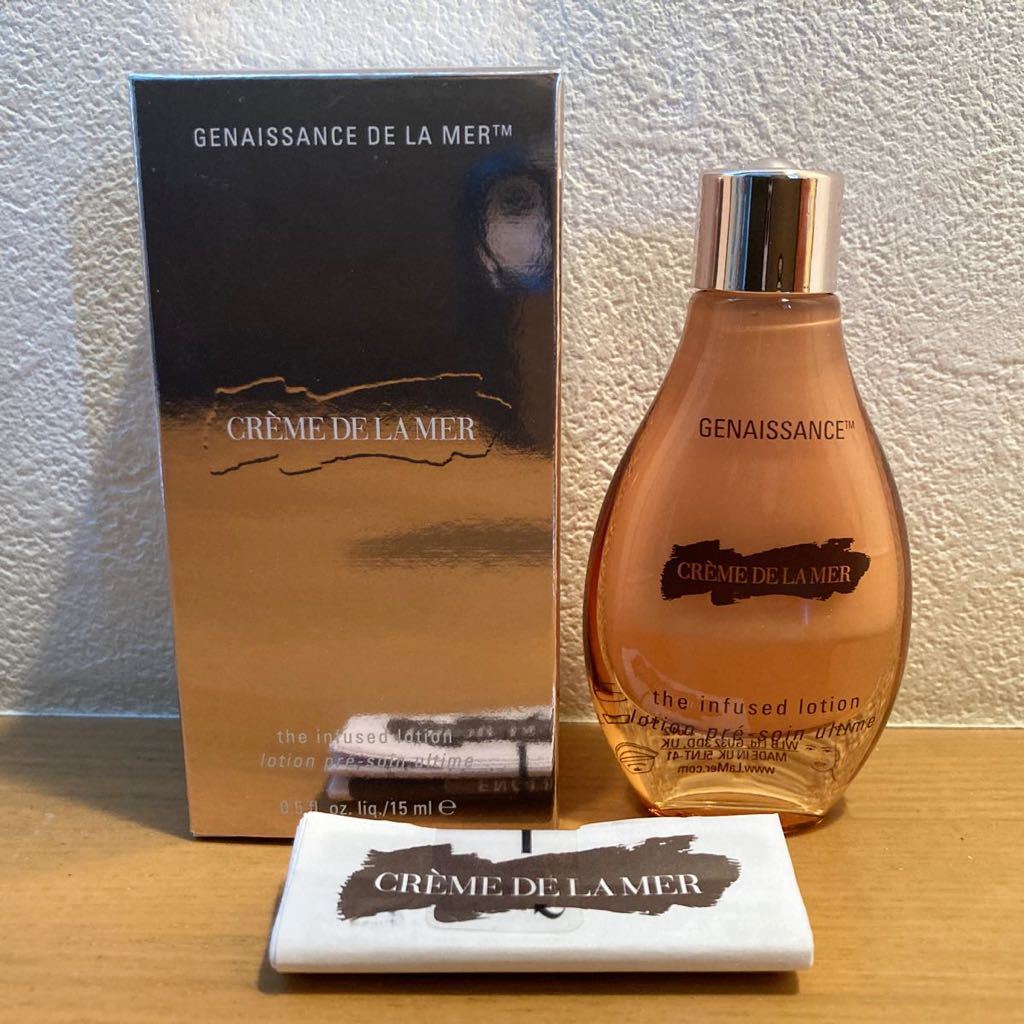 GENAISSANCE DE LA MER™
CRÈME DE LA MER
the infused lotion
lotion pré-soin ultime
0.5 fl. oz. liq./15 ml ℮
GENAISSANCE™
CRÈME DE LA MER
the infused lotion
lotion pré-soin ultime
MADE IN UK
www.LaMer.com
CRÈME DE LA MER